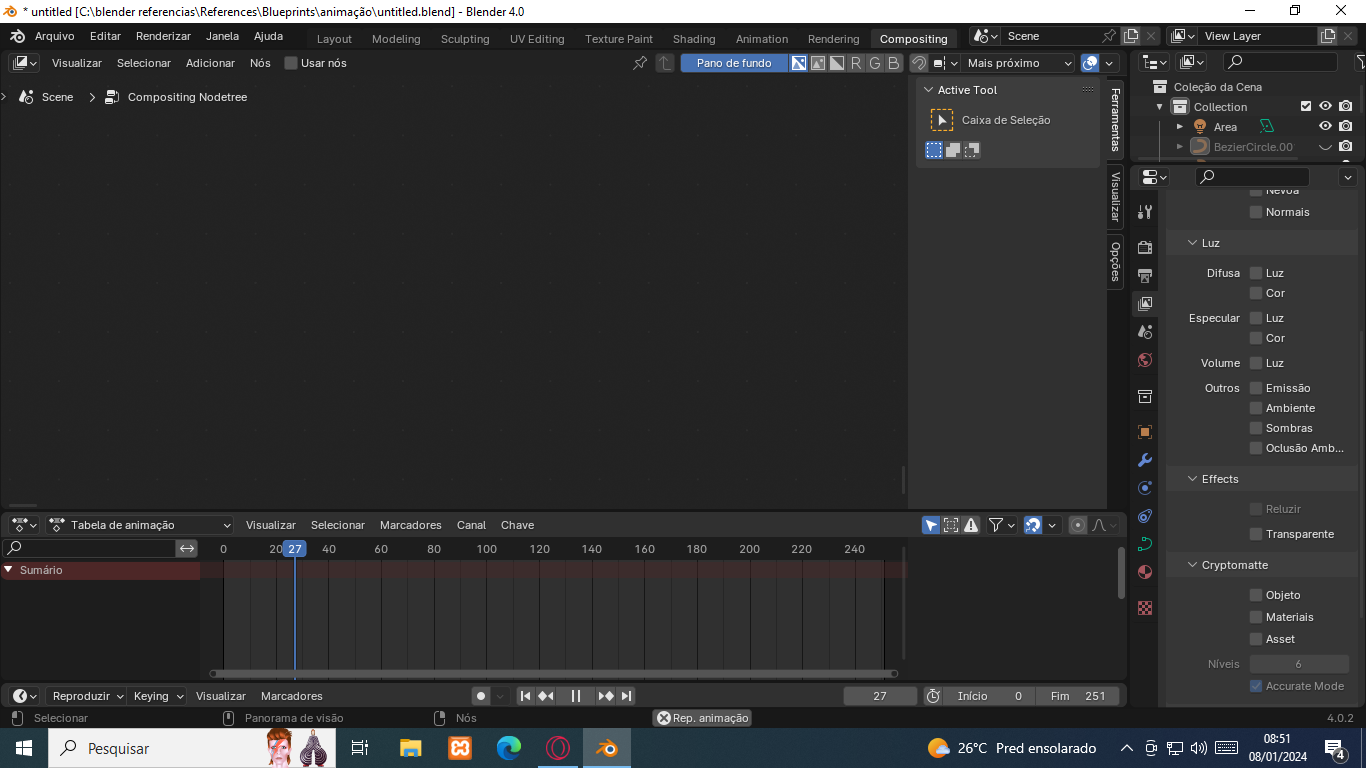 * untitled [C:\blender referencias\References\Blueprints\animação\untitled.blend] - Blender 4.0
Arquivo Editar Renderizar Janela Ajuda Layout Modeling Sculpting UV Editing Texture Paint Shading Animation Rendering Compositing Scene View Layer
Visualizar Selecionar Adicionar Nós Usar nós Pano de fundo R G B Mais próximo
Scene Compositing Nodetree
Active Tool
Caixa de Seleção
Ferramentas
Visualizar
Opções
Coleção da Cena
Collection
Area
BezierCircle.00
Névoa
Normais
Luz
Difusa Luz
Cor
Especular Luz
Cor
Volume Luz
Outros Emissão
Ambiente
Sombras
Oclusão Amb...
Effects
Reluzir
Transparente
Cryptomatte
Objeto
Materiais
Asset
Níveis 6
Accurate Mode
Tabela de animação Visualizar Selecionar Marcadores Canal Chave
0 20 27 40 60 80 100 120 140 160 180 200 220 240
Sumário
Reproduzir Keying Visualizar Marcadores 27 Início 0 Fim 251
Selecionar Panorama de visão Nós Rep. animação 4.0.2
Pesquisar 26°C Pred ensolarado 08:51
08/01/2024 4